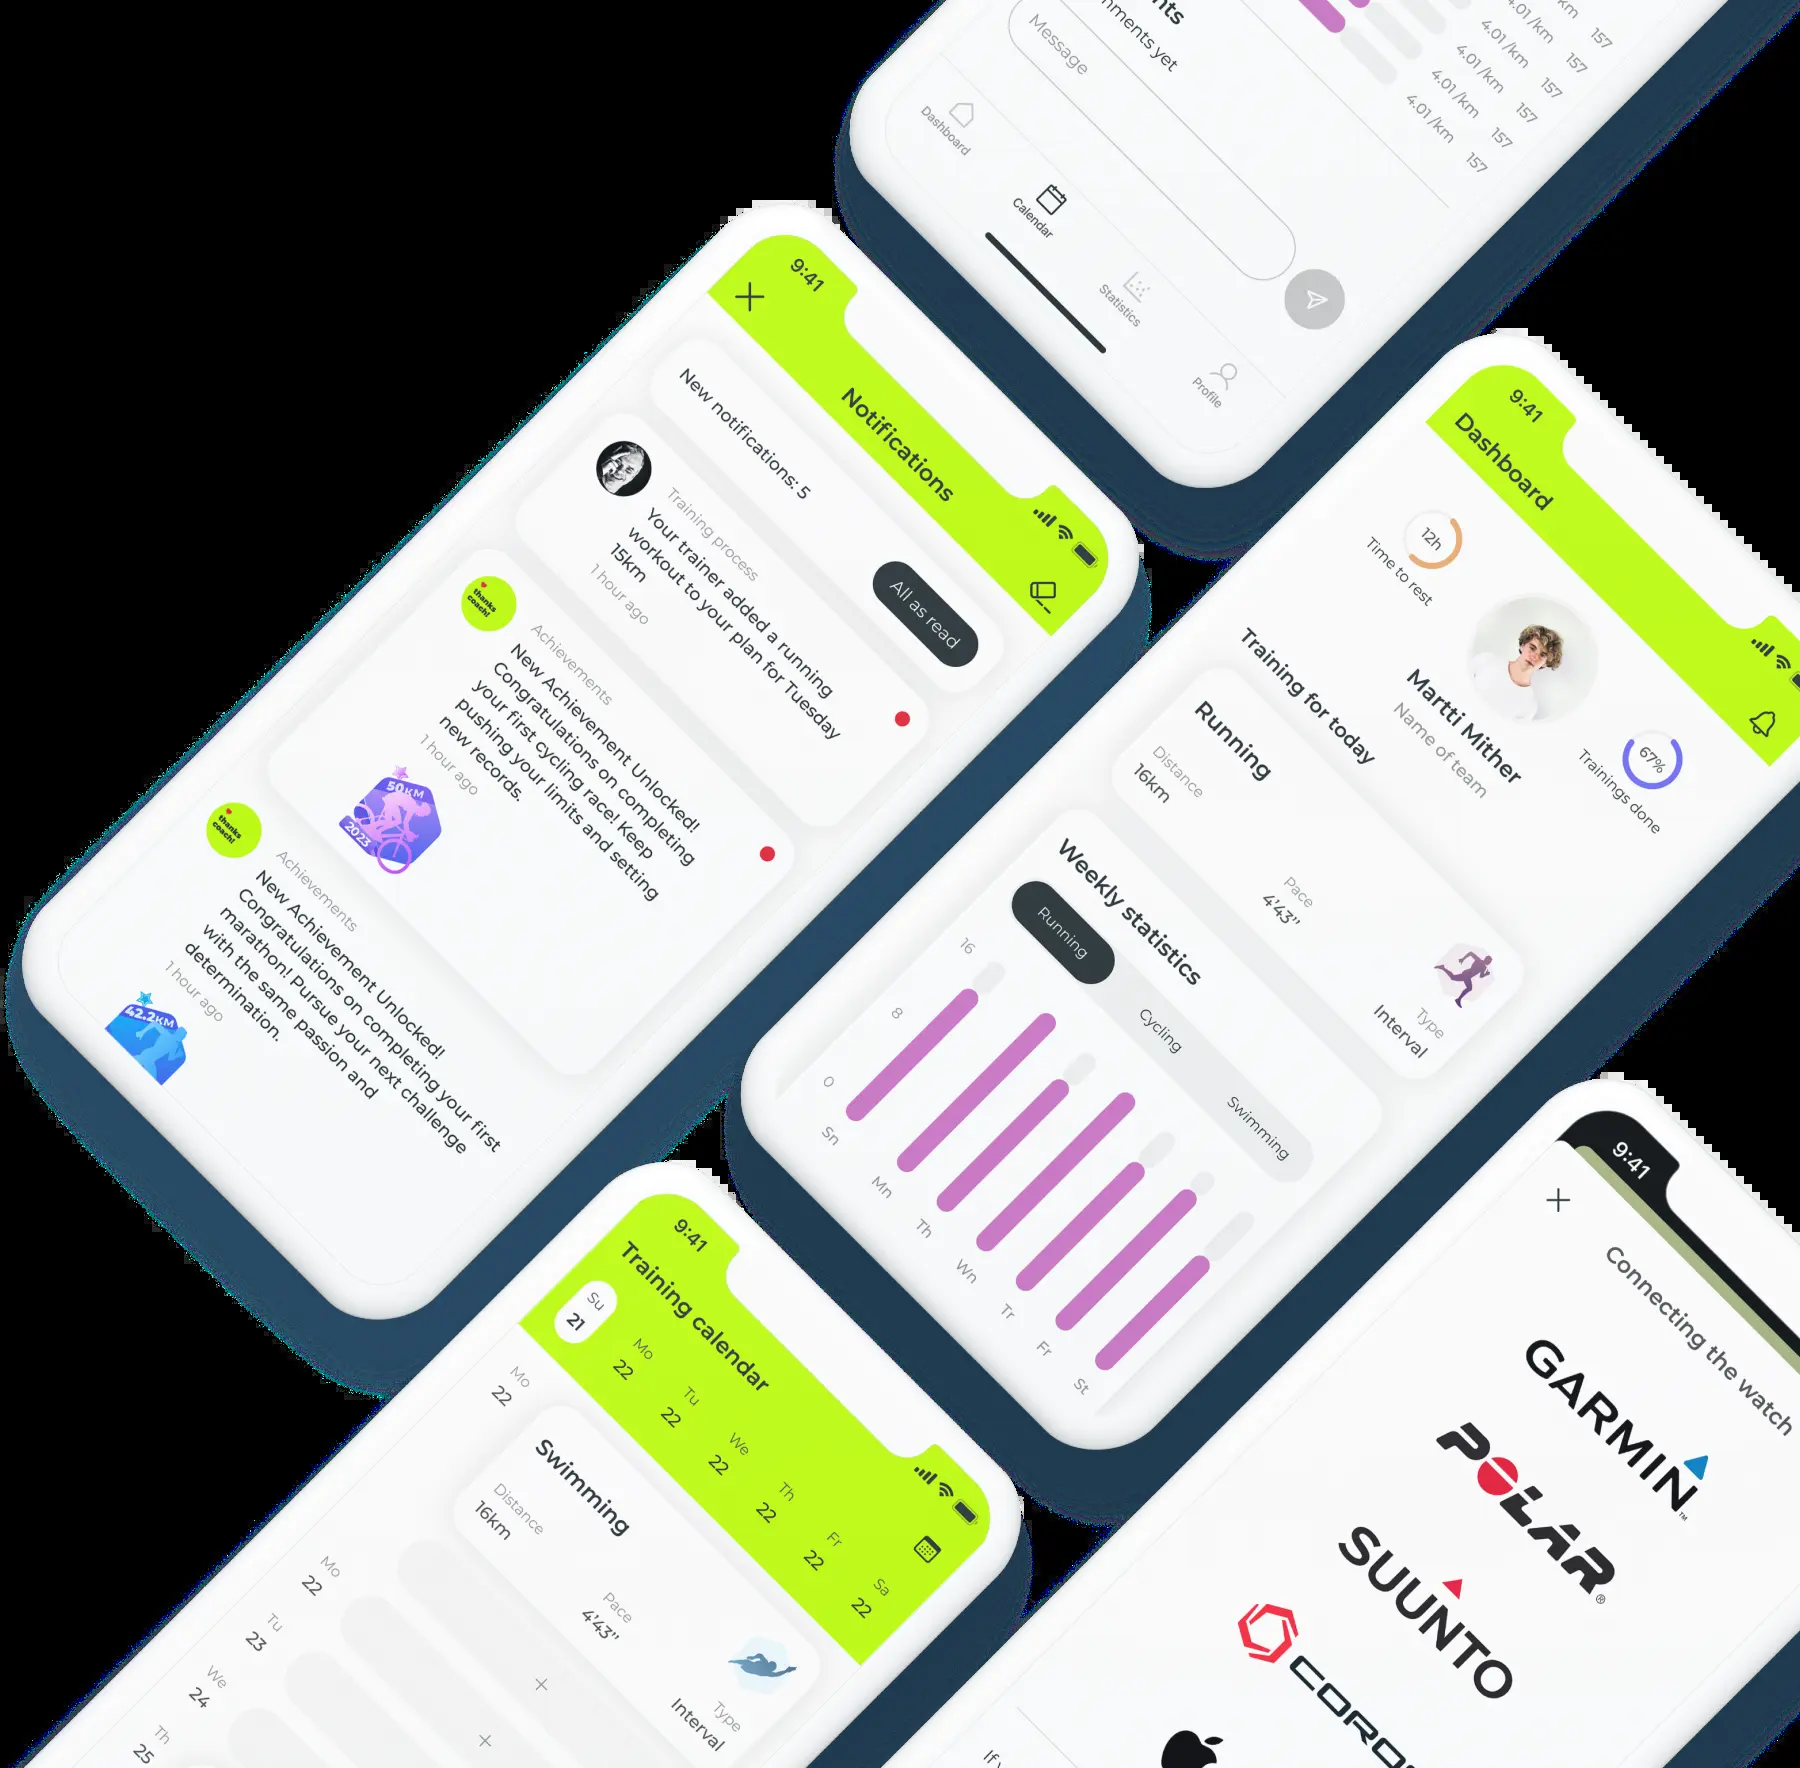 nts
nments yet
Message
4.01 /km 157
4.01 /km 157
4.01 /km 157
4.01 /km 157
4.01 /km 157
Dashboard
Calendar
Statistics
Profile
9:41
Notifications
New notifications: 5
All as read
Training process
Your trainer added a running
workout to your plan for Tuesday
15km
1 hour ago
thanks
coach!
Achievements
New Achievement Unlocked!
Congratulations on completing
your first cycling race! Keep
pushing your limits and setting
new records.
1 hour ago
50KM
2023
thanks
coach!
Achievements
New Achievement Unlocked!
Congratulations on completing your first
marathon! Pursue your next challenge
with the same passion and
determination.
1 hour ago
42.2KM
9:41
Dashboard
12h
Time to rest
Martti Mither
Name of team
67%
Trainings done
Training for today
Running
Distance
16km
Pace
4'43"
Type
Interval
Weekly statistics
Running
Cycling
Swimming
16
8
0
Sn
Mn
Th
Wn
Tr
Fr
St
9:41
Training calendar
Su
21
Mo
22
Tu
22
We
22
Th
22
Fr
22
Sa
22
Mo
22
Swimming
Distance
16km
Pace
4'43"
Type
Interval
Mo
22
Tu
23
We
24
Th
25
9:41
Connecting the watch
GARMIN™
POLAR®
SUUNTO
COROS
If